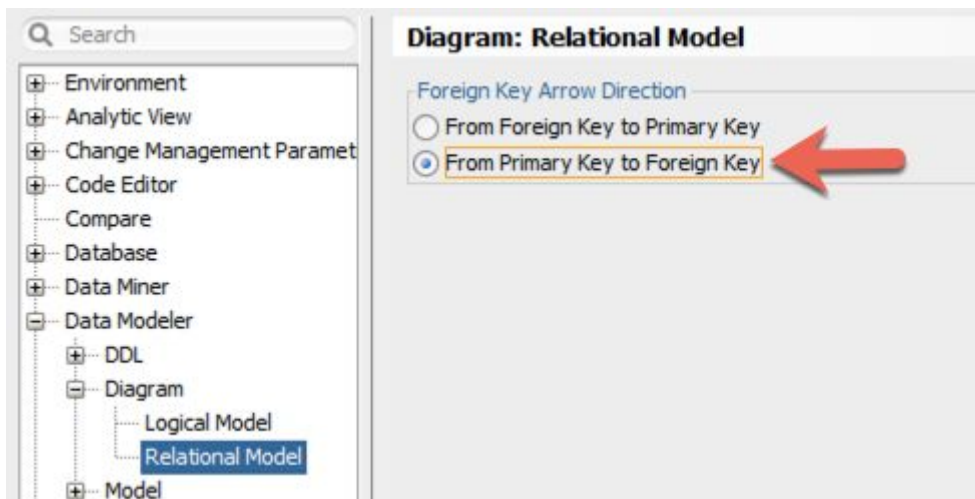 Search
Environment
Analytic View
Change Management Paramet
Code Editor
Compare
Database
Data Miner
Data Modeler
DDL
Diagram
Logical Model
Relational Model
Model
Diagram: Relational Model
Foreign Key Arrow Direction
From Foreign Key to Primary Key
From Primary Key to Foreign Key